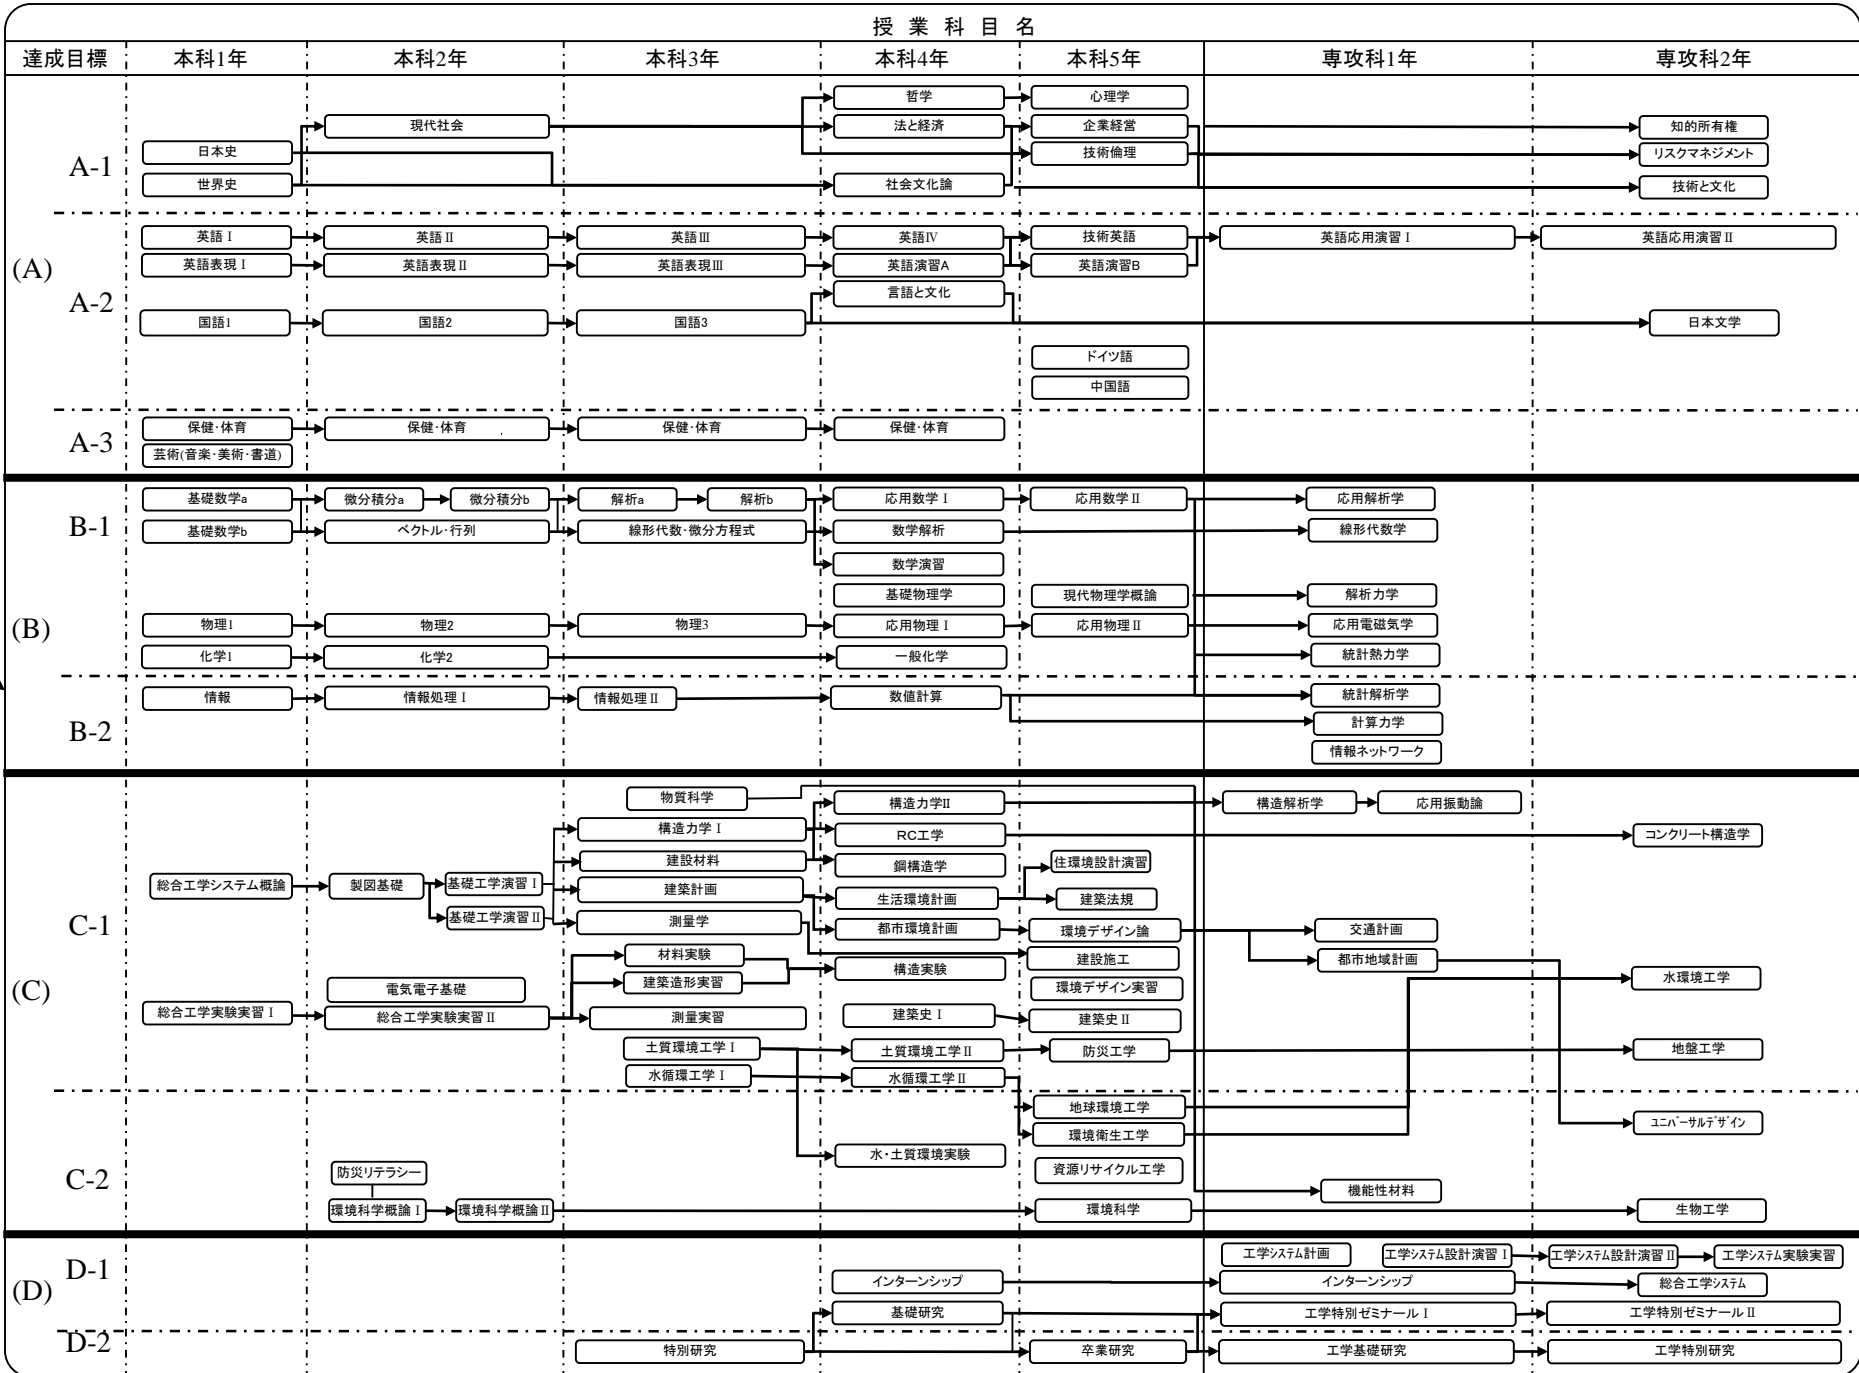 授 業 科 目 名
達成目標 本科1年 本科2年 本科3年 本科4年 本科5年 専攻科1年 専攻科2年
哲学 心理学
現代社会 法と経済 企業経営 知的所有権
日本史 技術倫理 リスクマネジメント
A-1
世界史 社会文化論 技術と文化
英語Ⅰ 英語Ⅱ 英語Ⅲ 英語Ⅳ 技術英語 英語応用演習Ⅰ 英語応用演習Ⅱ
(A)
英語表現Ⅰ 英語表現Ⅱ 英語表現Ⅲ 英語演習A 英語演習B
言語と文化
A-2
国語1 国語2 国語3 日本文学
ドイツ語
中国語
保健・体育 保健・体育 保健・体育 保健・体育
A-3
芸術(音楽・美術・書道)
基礎数学a 微分積分a 微分積分b 解析a 解析b 応用数学Ⅰ 応用数学Ⅱ 応用解析学
B-1
基礎数学b ベクトル・行列 線形代数・微分方程式 数学解析 線形代数学
数学演習
基礎物理学 現代物理学概論 解析力学
(B)
物理1 物理2 物理3 応用物理Ⅰ 応用物理Ⅱ 応用電磁気学
化学1 化学2 一般化学 統計熱力学
情報 情報処理Ⅰ 情報処理Ⅱ 数値計算 統計解析学
B-2
計算力学
情報ネットワーク
物質科学 構造力学II 構造解析学 応用振動論
構造力学Ⅰ RC工学 コンクリート構造学
建設材料 鋼構造学 住環境設計演習
総合工学システム概論 製図基礎 基礎工学演習Ⅰ 建築計画 生活環境計画 建築法規
基礎工学演習Ⅱ 測量学 都市環境計画 環境デザイン論 交通計画
C-1
材料実験 構造実験 建設施工 都市地域計画
(C)
電気電子基礎 建築造形実習 環境デザイン実習 水環境工学
総合工学実験実習Ⅰ 総合工学実験実習Ⅱ 測量実習 建築史Ⅰ 建築史Ⅱ
土質環境工学Ⅰ 土質環境工学Ⅱ 防災工学 地盤工学
水循環工学Ⅰ 水循環工学Ⅱ
地球環境工学 ユニバーサルデザイン
環境衛生工学
水・土質環境実験
C-2
防災リテラシー 資源リサイクル工学 機能性材料
環境科学概論Ⅰ 環境科学概論Ⅱ 環境科学 生物工学
D-1
工学システム計画 工学システム設計演習Ⅰ 工学システム設計演習Ⅱ 工学システム実験実習
(D)
インターンシップ インターンシップ 総合工学システム
基礎研究 工学特別ゼミナールⅠ 工学特別ゼミナールⅡ
D-2
特別研究 卒業研究 工学基礎研究 工学特別研究